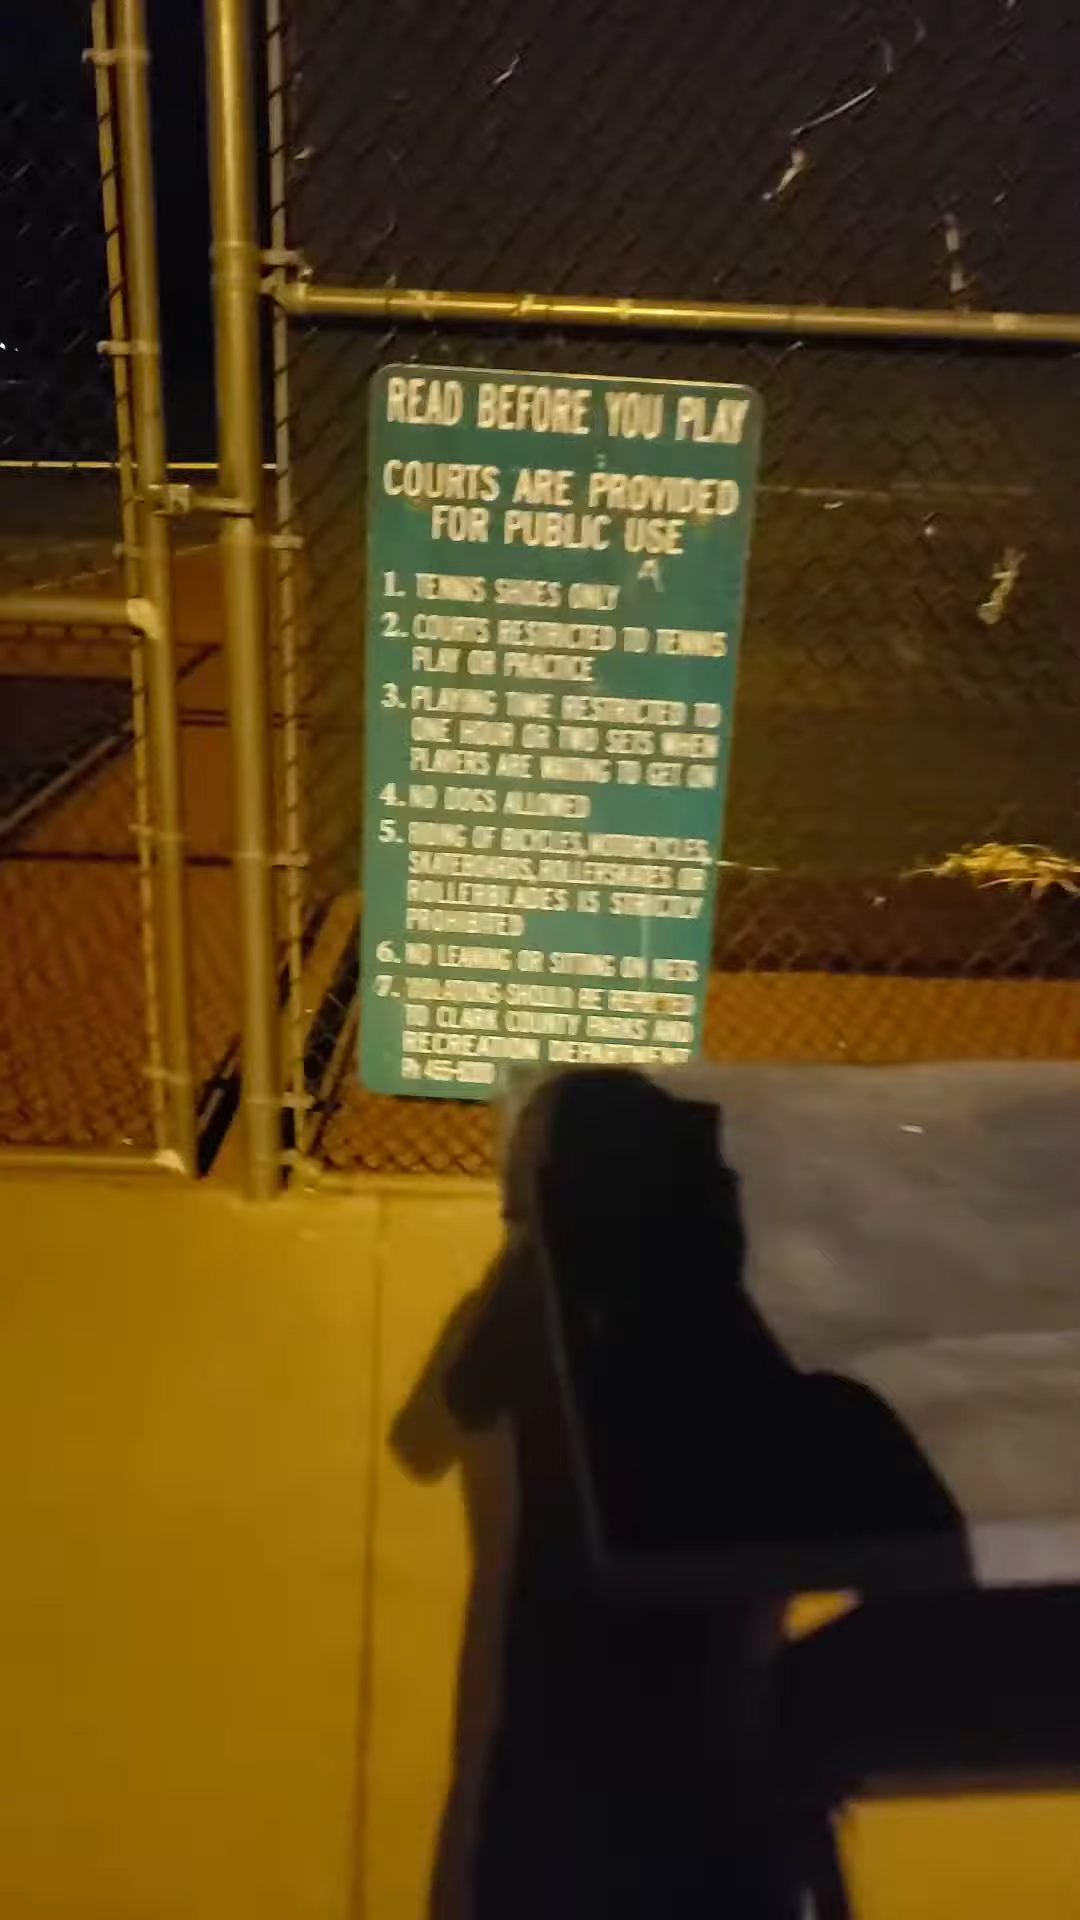 READ BEFORE YOU PLAY
COURTS ARE PROVIDED
FOR PUBLIC USE
A
1. TENNIS SHOES ONLY
2. COURTS RESTRICTED TO TENNIS
PLAY OR PRACTICE
3. PLAYING TIME RESTRICTED TO
ONE HOUR OR TWO SETS WHEN
PLAYERS ARE WAITING TO GET ON
4. NO DOGS ALLOWED
5. RIDING OF BICYCLES, MOTORCYCLES,
SKATEBOARDS, ROLLERSKATES OR
ROLLERBLADES IS STRICTLY
PROHIBITED
6. NO LEANING OR SITTING ON NETS
7. VIOLATIONS SHOULD BE REPORTED
TO CLARK COUNTY PARKS AND
RECREATION DEPARTMENT